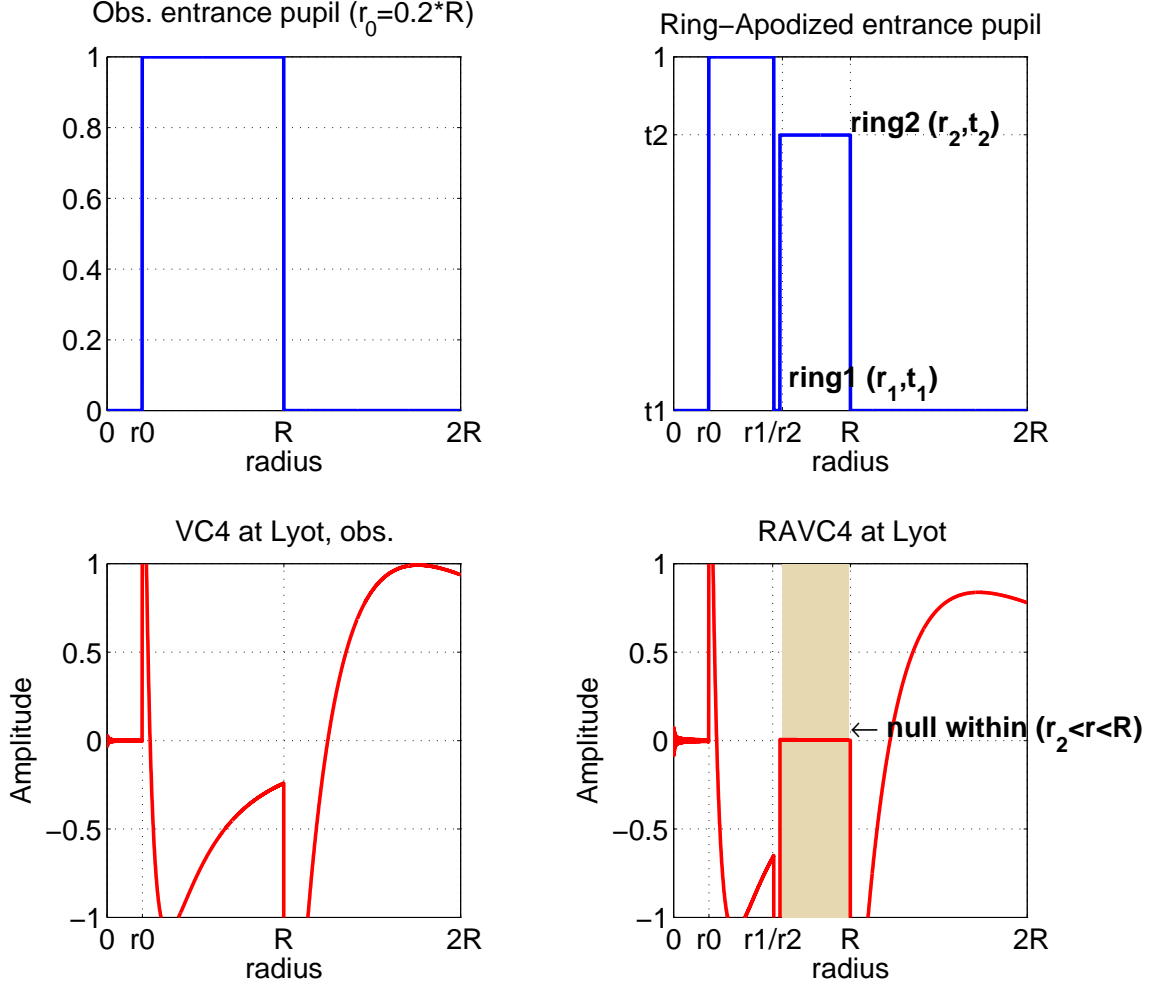 Obs. entrance pupil (r0=0.2*R)
1
0.8
0.6
0.4
0.2
0
0 r0 R 2R
radius
Ring−Apodized entrance pupil
1
t2
t1
ring2 (r2,t2)
ring1 (r1,t1)
0 r0 r1/r2 R 2R
radius
VC4 at Lyot, obs.
Amplitude
1
0.5
0
−0.5
−1
0 r0 R 2R
radius
RAVC4 at Lyot
Amplitude
1
0.5
0
−0.5
−1
← null within (r2<r<R)
0 r0 r1/r2 R 2R
radius